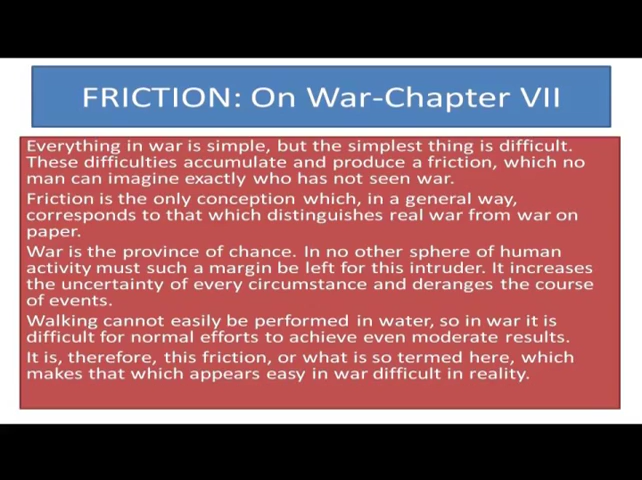 FRICTION: On War-Chapter VII
Everything in war is simple, but the simplest thing is difficult.
These difficulties accumulate and produce a friction, which no
man can imagine exactly who has not seen war.
Friction is the only conception which, in a general way,
corresponds to that which distinguishes real war from war on
paper.
War is the province of chance. In no other sphere of human
activity must such a margin be left for this intruder. It increases
the uncertainty of every circumstance and deranges the course
of events.
Walking cannot easily be performed in water, so in war it is
difficult for normal efforts to achieve even moderate results.
It is, therefore, this friction, or what is so termed here, which
makes that which appears easy in war difficult in reality.